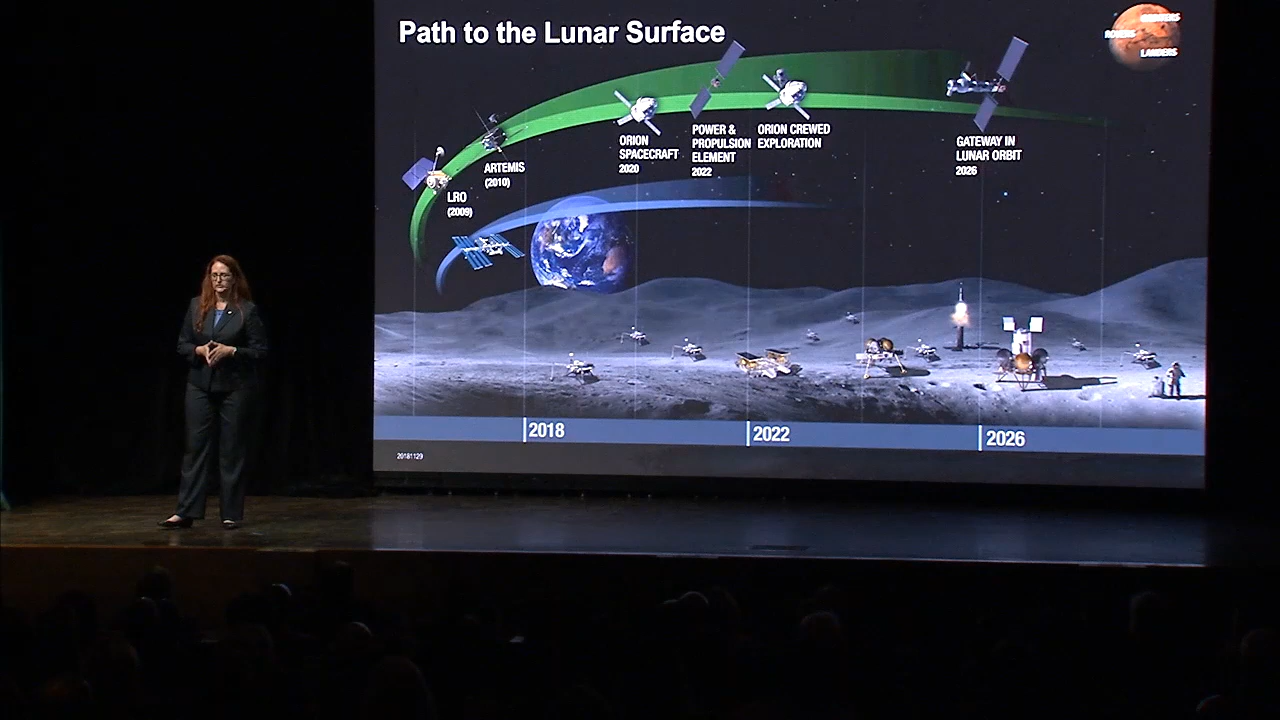 Path to the Lunar Surface
ROVERS
LANDERS
ORION
SPACECRAFT
2020
POWER &
PROPULSION
ELEMENT
2022
ORION CREWED
EXPLORATION
GATEWAY IN
LUNAR ORBIT
2026
ARTEMIS
(2010)
LRO
(2009)
2018
2022
2026
20181129